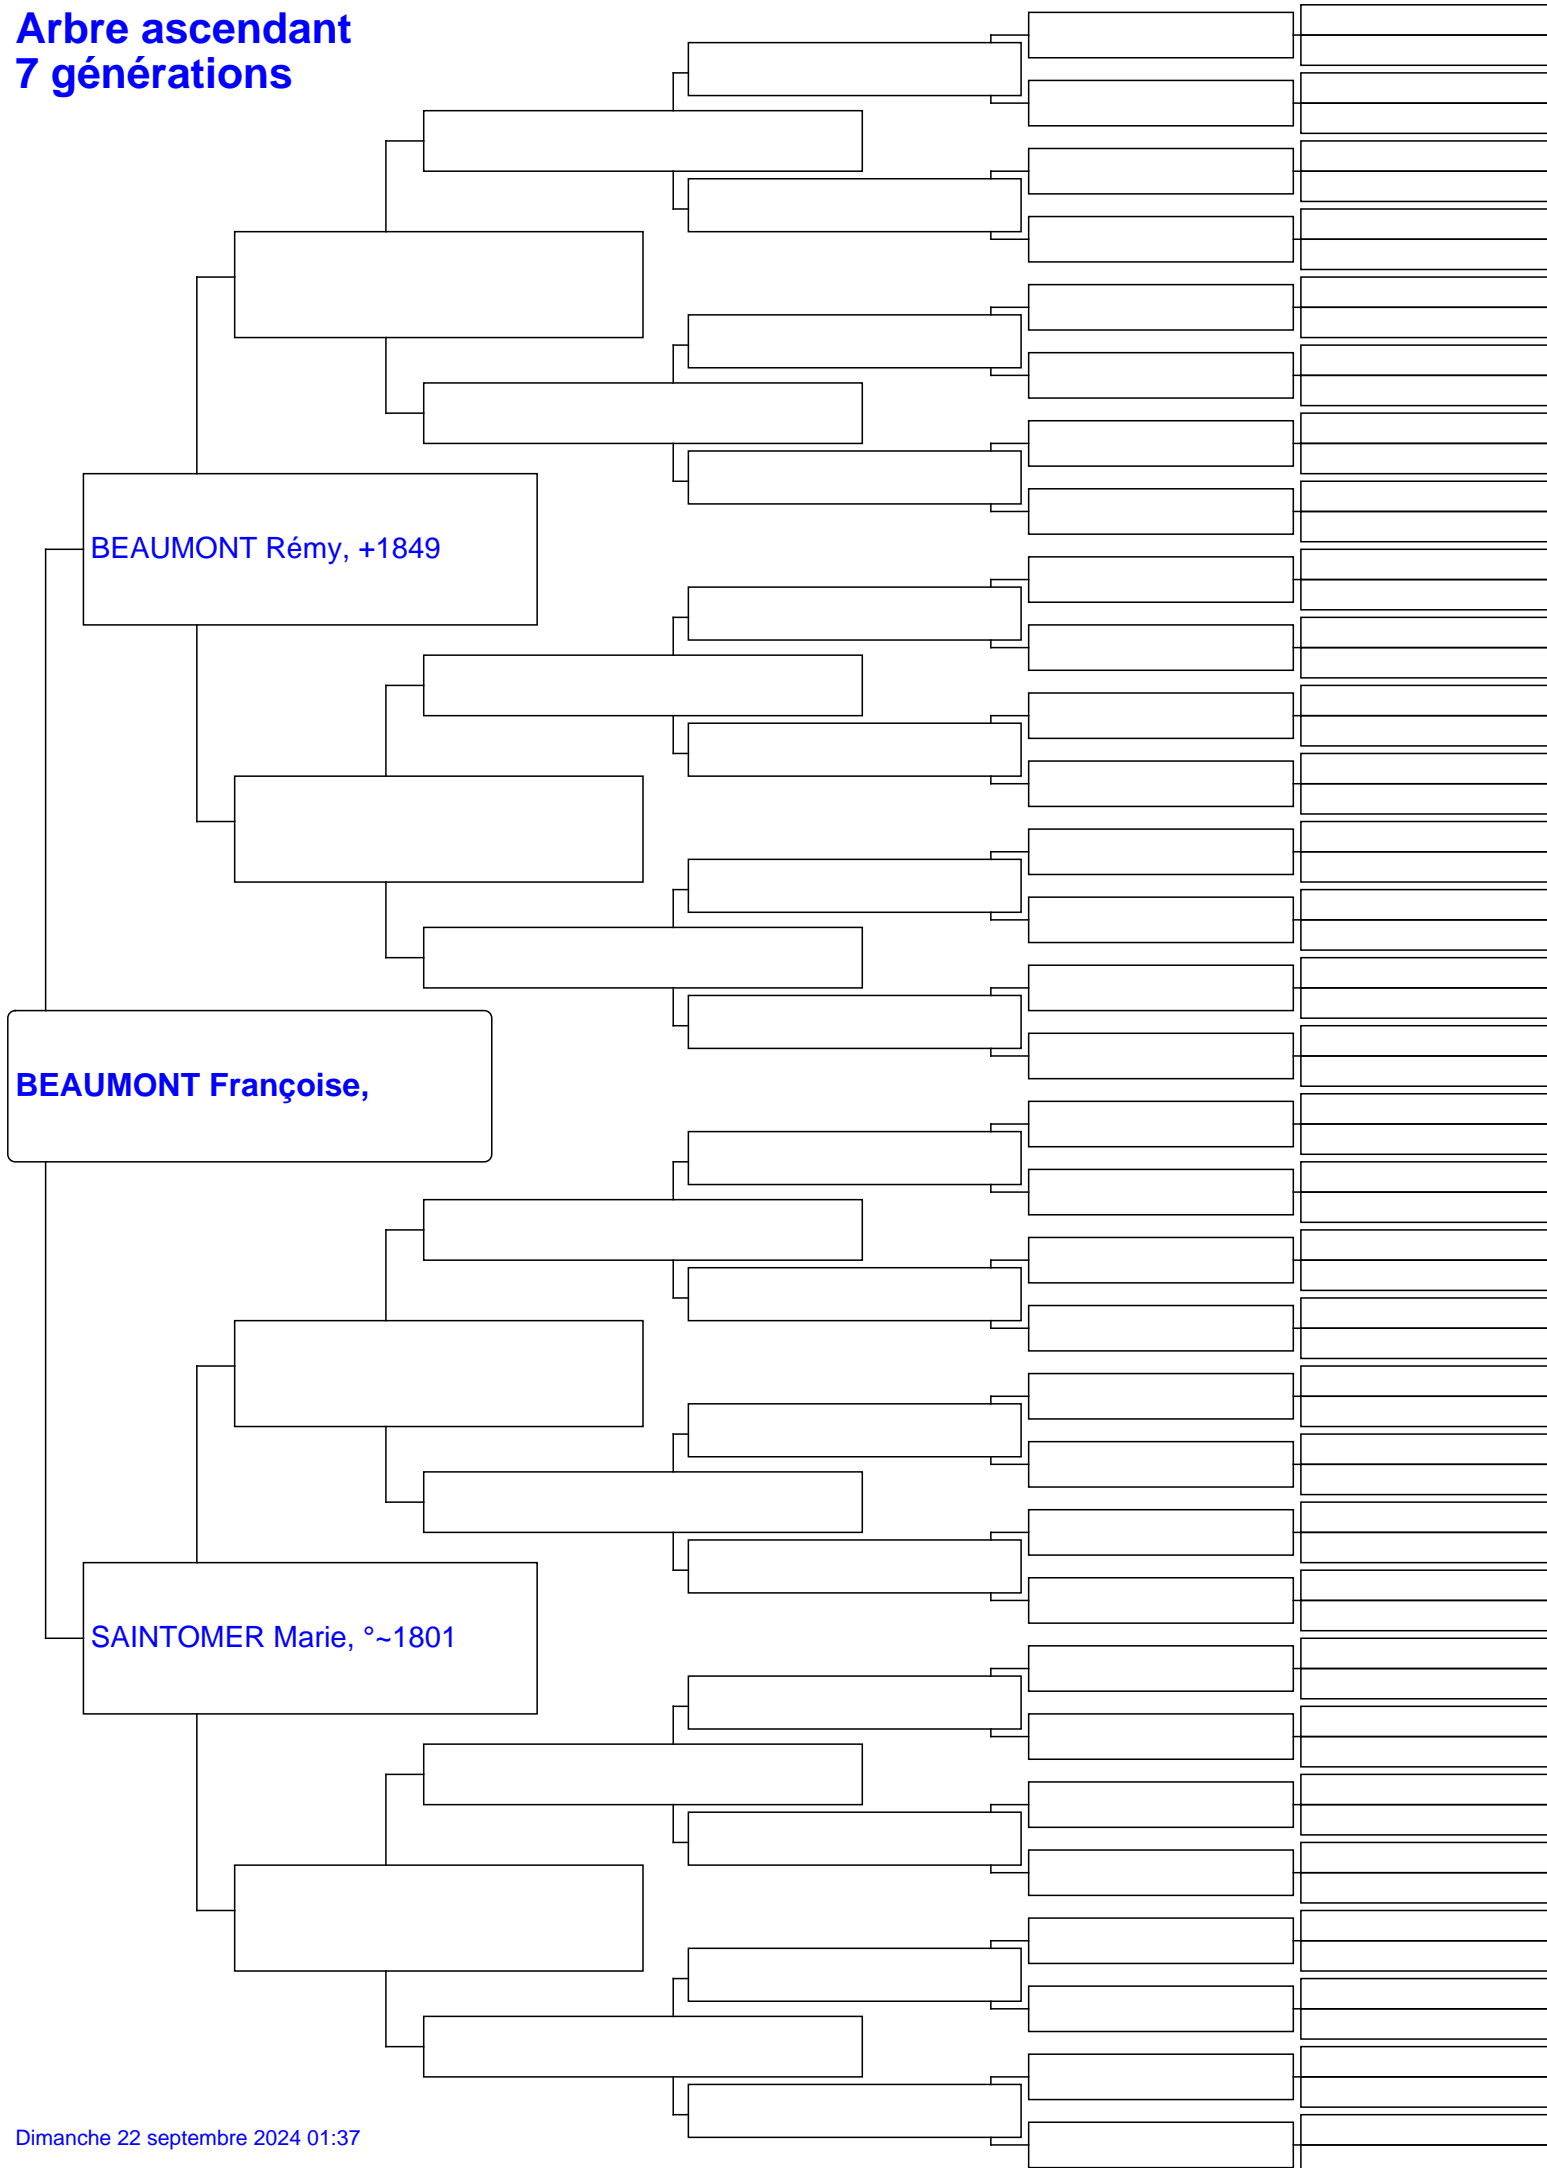 Arbre ascendant
7 générations
BEAUMONT Rémy, +1849
BEAUMONT Françoise,
SAINTOMER Marie, °~1801
Dimanche 22 septembre 2024 01:37